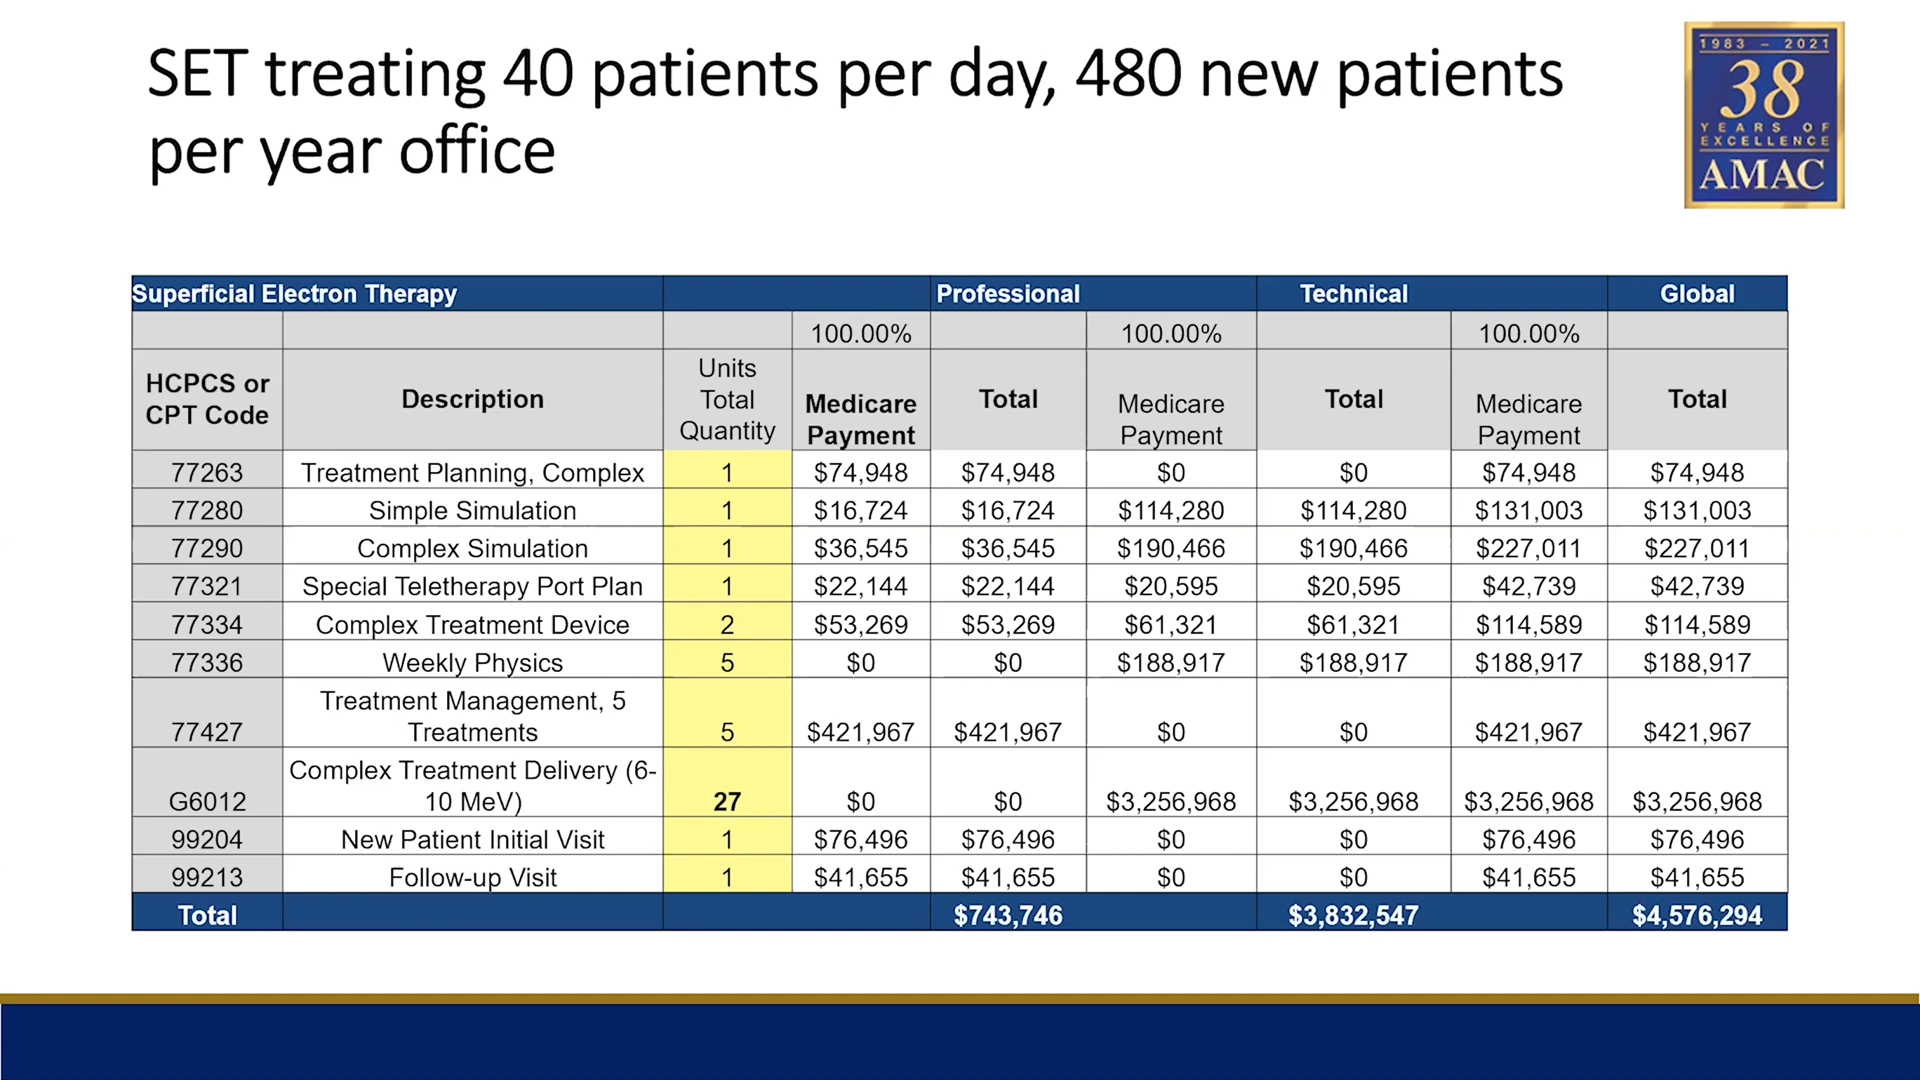 SET treating 40 patients per day, 480 new patients
per year office
1983 – 2021
38
YEARS OF
EXCELLENCE
AMAC
Superficial Electron Therapy Professional Technical Global
100.00% 100.00% 100.00%
HCPCS or
CPT Code
Description
Units
Total
Quantity
Medicare
Payment
Total
Medicare
Payment
Total
Medicare
Payment
Total
77263 Treatment Planning, Complex 1 $74,948 $74,948 $0 $0 $74,948 $74,948
77280 Simple Simulation 1 $16,724 $16,724 $114,280 $114,280 $131,003 $131,003
77290 Complex Simulation 1 $36,545 $36,545 $190,466 $190,466 $227,011 $227,011
77321 Special Teletherapy Port Plan 1 $22,144 $22,144 $20,595 $20,595 $42,739 $42,739
77334 Complex Treatment Device 2 $53,269 $53,269 $61,321 $61,321 $114,589 $114,589
77336 Weekly Physics 5 $0 $0 $188,917 $188,917 $188,917 $188,917
Treatment Management, 5
77427 Treatments 5 $421,967 $421,967 $0 $0 $421,967 $421,967
Complex Treatment Delivery (6-
G6012 10 MeV) 27 $0 $0 $3,256,968 $3,256,968 $3,256,968 $3,256,968
99204 New Patient Initial Visit 1 $76,496 $76,496 $0 $0 $76,496 $76,496
99213 Follow-up Visit 1 $41,655 $41,655 $0 $0 $41,655 $41,655
Total $743,746 $3,832,547 $4,576,294